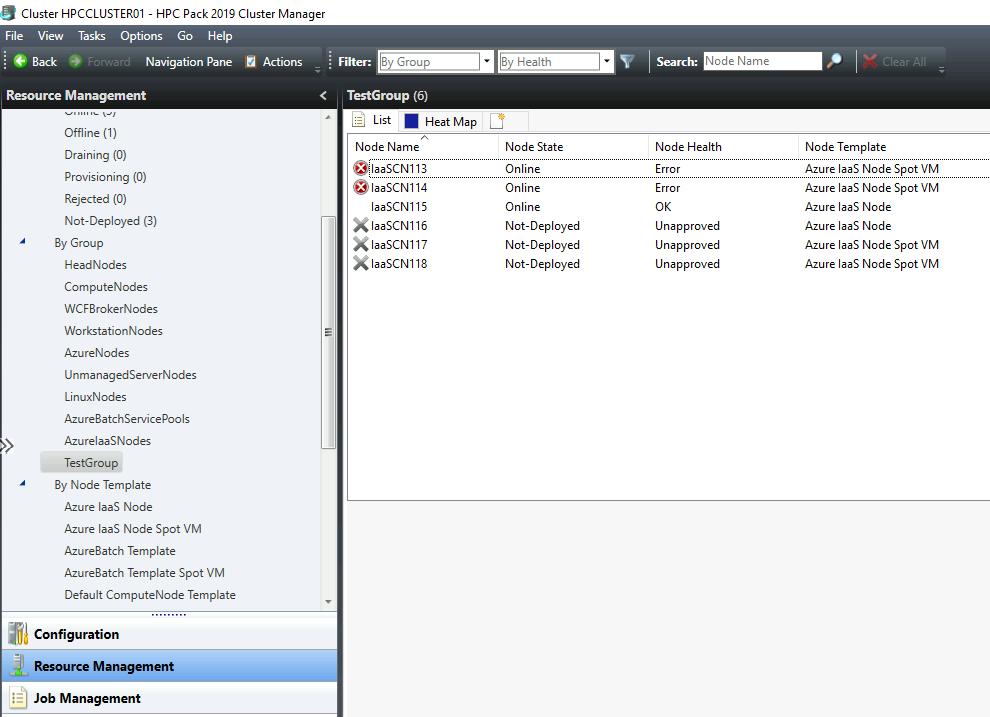 Cluster HPCCLUSTER01 - HPC Pack 2019 Cluster Manager
File View Tasks Options Go Help
Back Forward Navigation Pane Actions Filter: By Group By Health Search: Node Name Clear All
Resource Management
Offline (1)
Draining (0)
Provisioning (0)
Rejected (0)
Not-Deployed (3)
By Group
HeadNodes
ComputeNodes
WCFBrokerNodes
WorkstationNodes
AzureNodes
UnmanagedServerNodes
LinuxNodes
AzureBatchServicePools
AzureIaaSNodes
TestGroup
By Node Template
Azure IaaS Node
Azure IaaS Node Spot VM
AzureBatch Template
AzureBatch Template Spot VM
Default ComputeNode Template
Configuration
Resource Management
Job Management
TestGroup (6)
List Heat Map
Node Name Node State Node Health Node Template
IaaSCN113 Online Error Azure IaaS Node Spot VM
IaaSCN114 Online Error Azure IaaS Node Spot VM
IaaSCN115 Online OK Azure IaaS Node
IaaSCN116 Not-Deployed Unapproved Azure IaaS Node
IaaSCN117 Not-Deployed Unapproved Azure IaaS Node Spot VM
IaaSCN118 Not-Deployed Unapproved Azure IaaS Node Spot VM